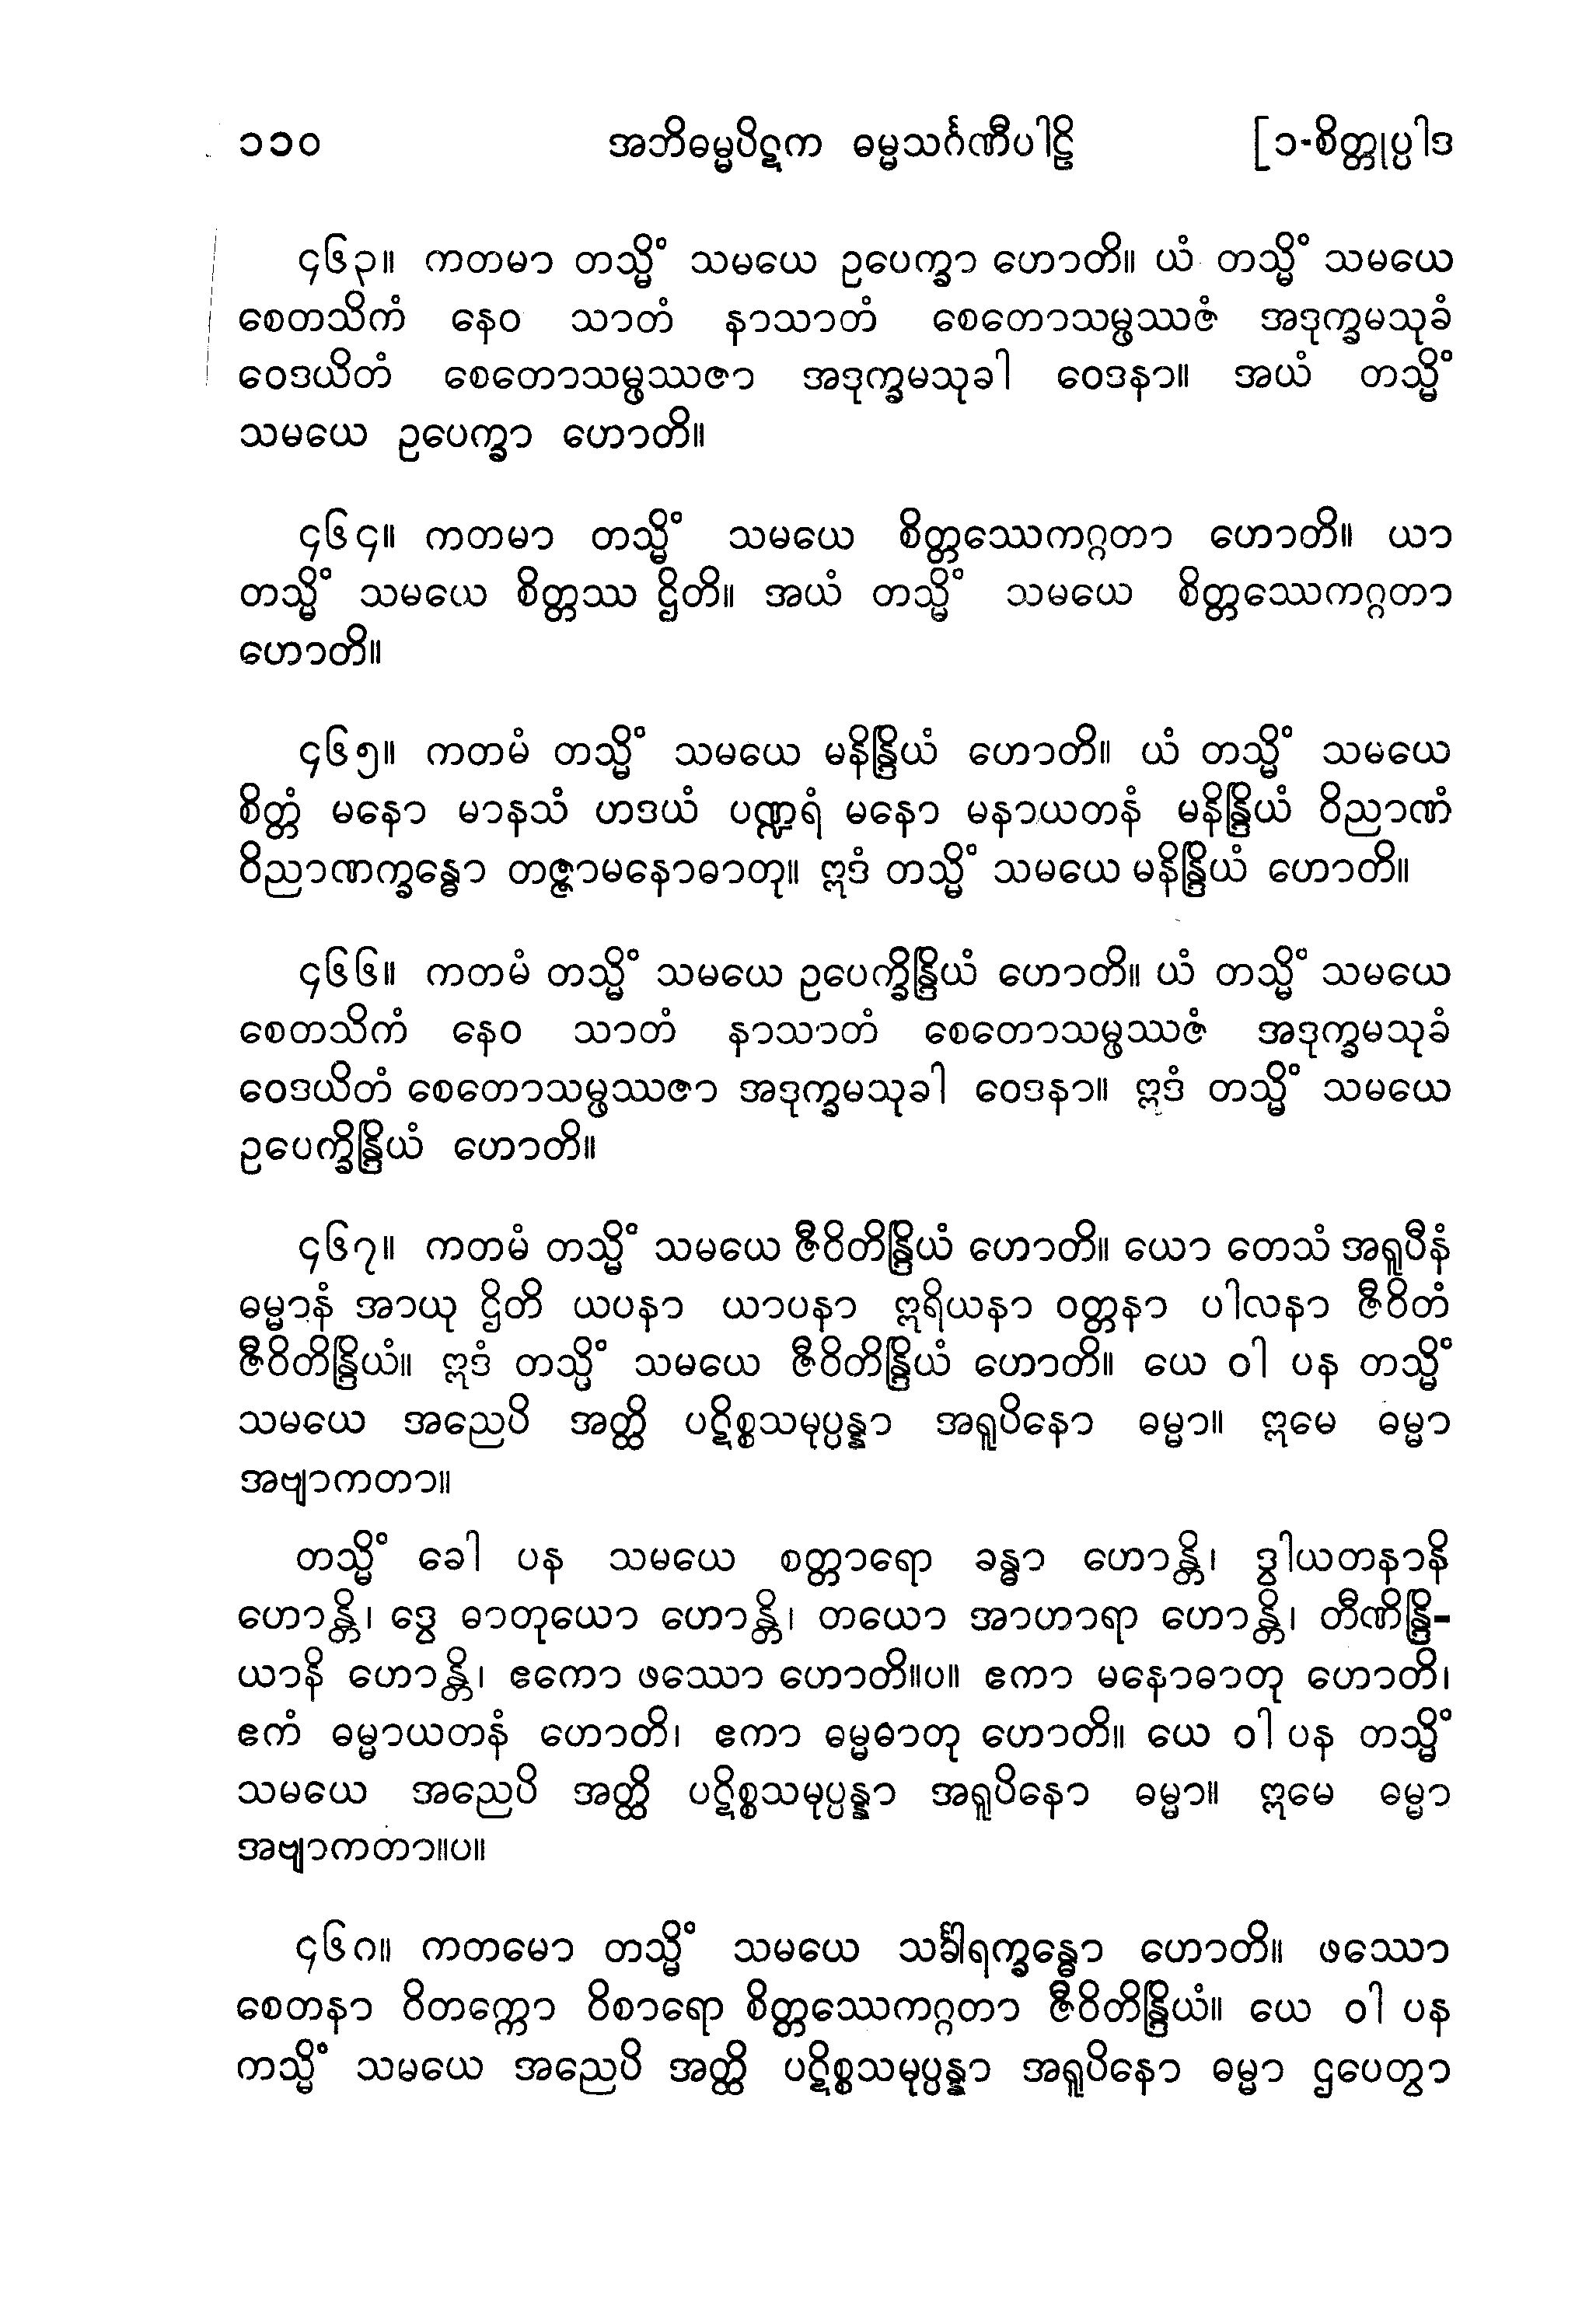 ၁၁၀ အဘိဓမ္မပိဋက ဓမ္မသင်္ဂဏီပါဠိ [၁-စိတ္တုပ္ပါဒ
၄၆၃။ ကတမာ တသ္မိံ သမယေ ဥပေက္ခာ ဟောတိ။ ယံ တသ္မိံ သမယေ
စေတသိကံ နေဝ သာတံ နာသာတံ စေတောသမ္ဖဿဇံ အဒုက္ခမသုခံ
ဝေဒယိတံ စေတောသမ္ဖဿဇာ အဒုက္ခမသုခါ ဝေဒနာ။ အယံ တသ္မိံ
သမယေ ဥပေက္ခာ ဟောတိ။
၄၆၄။ ကတမာ တသ္မိံ သမယေ စိတ္တဿေကဂ္ဂတာ ဟောတိ။ ယာ
တသ္မိံ သမယေ စိတ္တဿ ဌိတိ။ အယံ တသ္မိံ သမယေ စိတ္တဿေကဂ္ဂတာ
ဟောတိ။
၄၆၅။ ကတမံ တသ္မိံ သမယေ မနိန္ဒြိယံ ဟောတိ။ ယံ တသ္မိံ သမယေ
စိတ္တံ မနော မာနသံ ဟဒယံ ပဏ္ဍရံ မနော မနာယတနံ မနိန္ဒြိယံ ဝိညာဏံ
ဝိညာဏက္ခန္ဓော တဇ္ဇာမနောဓာတု။ ဣဒံ တသ္မိံ သမယေ မနိန္ဒြိယံ ဟောတိ။
၄၆၆။ ကတမံ တသ္မိံ သမယေ ဥပေက္ခိန္ဒြိယံ ဟောတိ။ ယံ တသ္မိံ သမယေ
စေတသိကံ နေဝ သာတံ နာသာတံ စေတောသမ္ဖဿဇံ အဒုက္ခမသုခံ
ဝေဒယိတံ စေတောသမ္ဖဿဇာ အဒုက္ခမသုခါ ဝေဒနာ။ ဣဒံ တသ္မိံ သမယေ
ဥပေက္ခိန္ဒြိယံ ဟောတိ။
၄၆၇။ ကတမံ တသ္မိံ သမယေ ဇီဝိတိန္ဒြိယံ ဟောတိ။ ယော တေသံ အရူပီနံ
ဓမ္မာနံ အာယု ဌိတိ ယပနာ ယာပနာ ဣရိယနာ ဝတ္တနာ ပါလနာ ဇီဝိတံ
ဇီဝိတိန္ဒြိယံ။ ဣဒံ တသ္မိံ သမယေ ဇီဝိတိန္ဒြိယံ ဟောတိ။ ယေ ဝါ ပန တသ္မိံ
သမယေ အညေပိ အတ္ထိ ပဋိစ္စသမုပ္ပန္နာ အရူပိနော ဓမ္မာ။ ဣမေ ဓမ္မာ
အဗျာကတာ။
တသ္မိံ ခေါ ပန သမယေ စတ္တာရော ခန္ဓာ ဟောန္တိ၊ ဒွါယတနာနိ
ဟောန္တိ၊ ဒွေ ဓာတုယော ဟောန္တိ၊ တယော အာဟာရာ ဟောန္တိ၊ တီဏိန္ဒြိ-
ယာနိ ဟောန္တိ၊ ဧကော ဖဿော ဟောတိ။ပ။ ဧကာ မနောဓာတု ဟောတိ၊
ဧကံ ဓမ္မာယတနံ ဟောတိ၊ ဧကာ ဓမ္မဓာတု ဟောတိ။ ယေ ဝါ ပန တသ္မိံ
သမယေ အညေပိ အတ္ထိ ပဋိစ္စသမုပ္ပန္နာ အရူပိနော ဓမ္မာ။ ဣမေ ဓမ္မာ
အဗျာကတာ။ပ။
၄၆၈။ ကတမော တသ္မိံ သမယေ သင်္ခါရက္ခန္ဓော ဟောတိ။ ဖဿော
စေတနာ ဝိတက္ကော ဝိစာရော စိတ္တဿေကဂ္ဂတာ ဇီဝိတိန္ဒြိယံ။ ယေ ဝါ ပန
ကသ္မိံ သမယေ အညေပိ အတ္ထိ ပဋိစ္စသမုပ္ပန္နာ အရူပိနော ဓမ္မာ ဌပေတွာ